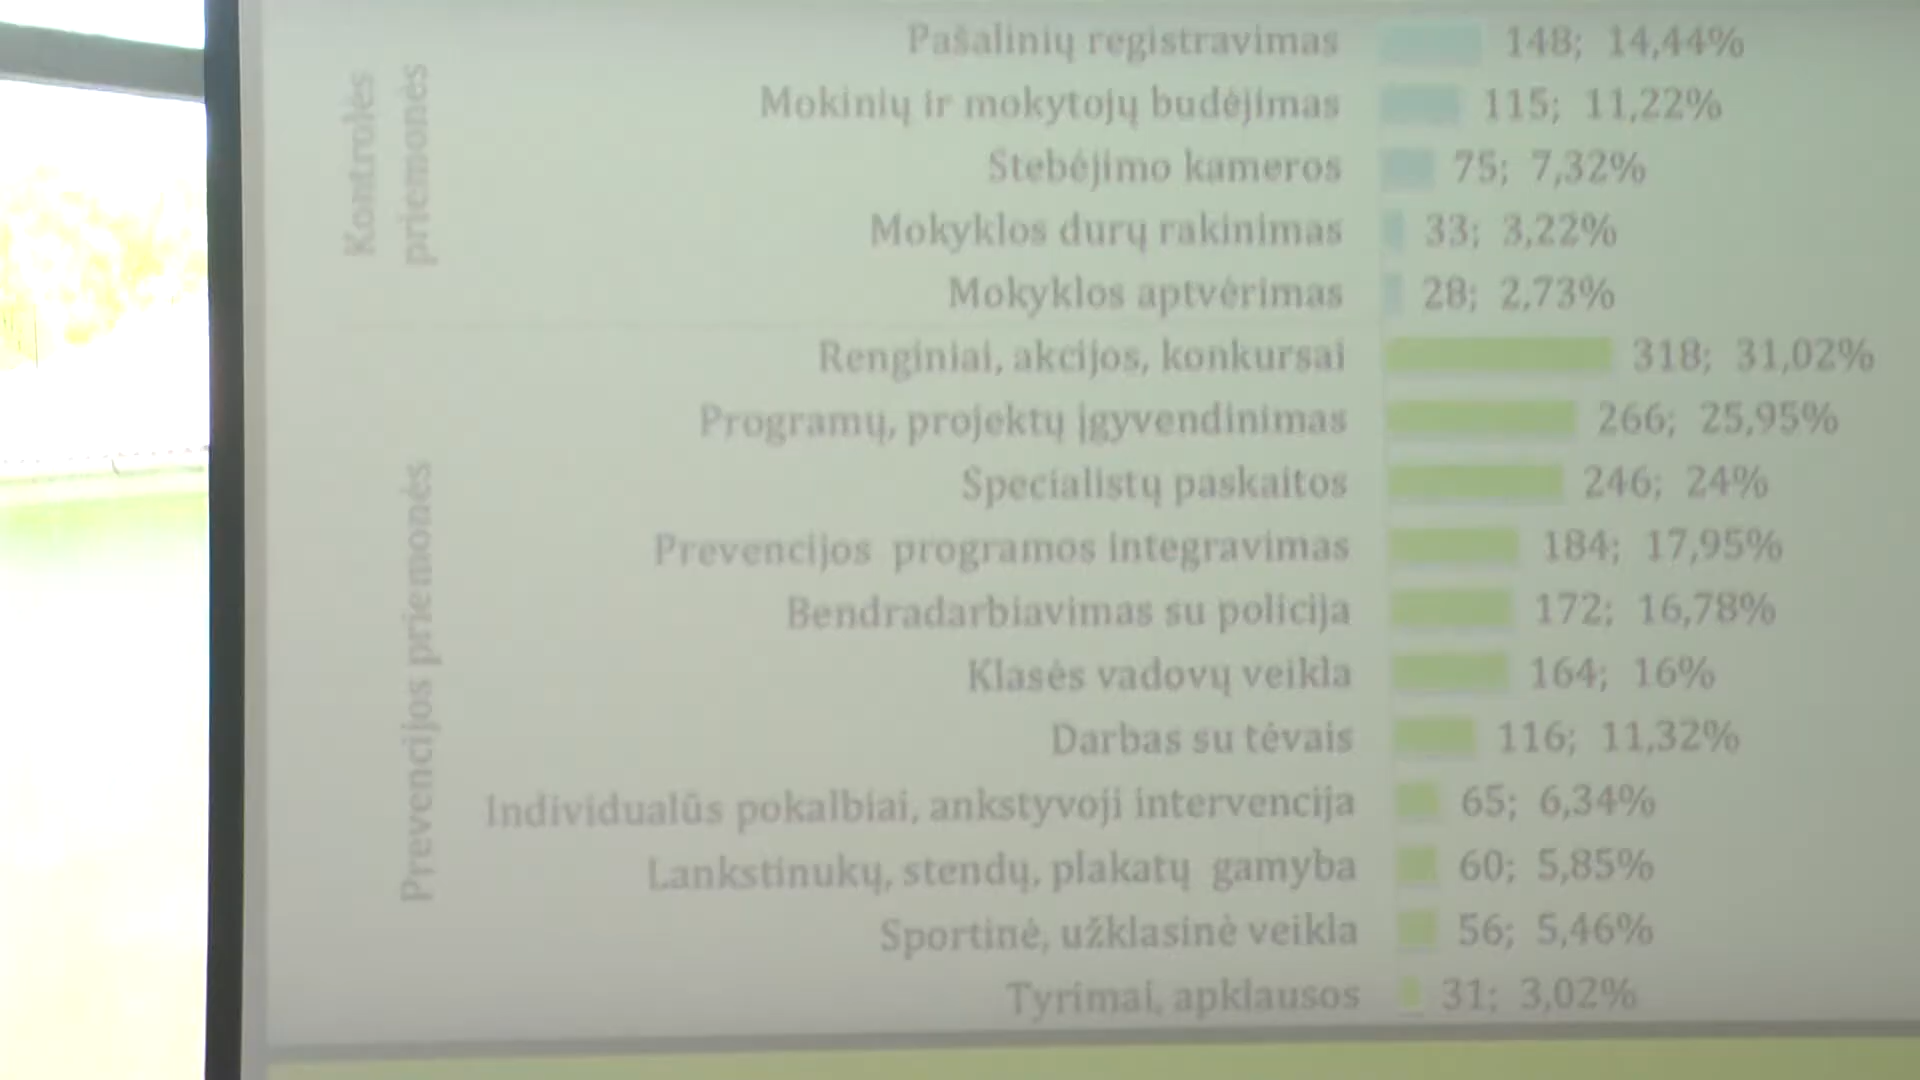 Kontrolės
priemonės
Pašalinių registravimas 148; 14,44%
Mokinių ir mokytojų budėjimas 115; 11,22%
Stebėjimo kameros 75; 7,32%
Mokyklos durų rakinimas 33; 3,22%
Mokyklos aptvėrimas 28; 2,73%
Prevencijos priemonės
Renginiai, akcijos, konkursai 318; 31,02%
Programų, projektų įgyvendinimas 266; 25,95%
Specialistų paskaitos 246; 24%
Prevencijos programos integravimas 184; 17,95%
Bendradarbiavimas su policija 172; 16,78%
Klasės vadovų veikla 164; 16%
Darbas su tėvais 116; 11,32%
Individualūs pokalbiai, ankstyvoji intervencija 65; 6,34%
Lankstinukų, stendų, plakatų gamyba 60; 5,85%
Sportinė, užklasinė veikla 56; 5,46%
Tyrimai, apklausos 31; 3,02%